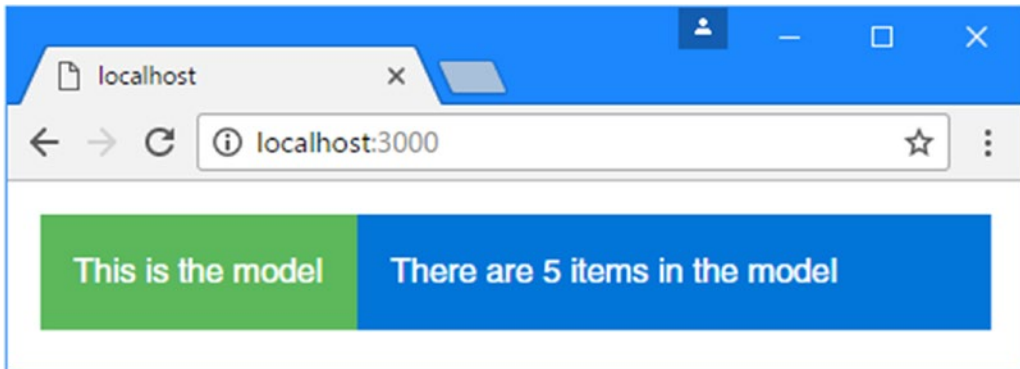 localhost
localhost:3000
This is the model There are 5 items in the model